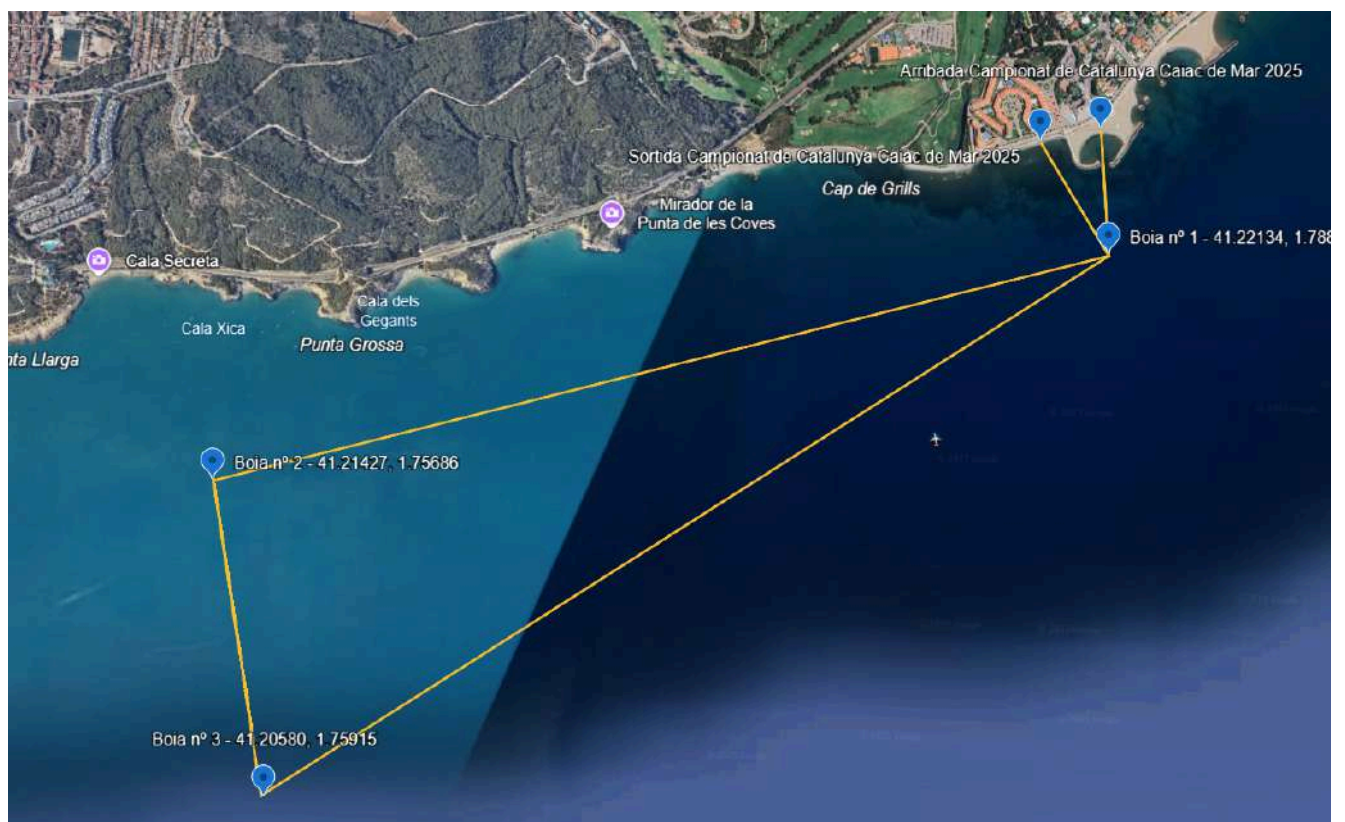 Arribada Campionat de Catalunya Caiac de Mar 2025
Sortida Campionat de Catalunya Caiac de Mar 2025
Cap de Grills
Mirador de la
Punta de les Coves
Boia nº 1 - 41.22134, 1.788
Cala Secreta
Cala dels
Gegants
Cala Xica
Punta Grossa
nta Llarga
Boia nº 2 - 41.21427, 1.75686
Boia nº 3 - 41.20580, 1.75915